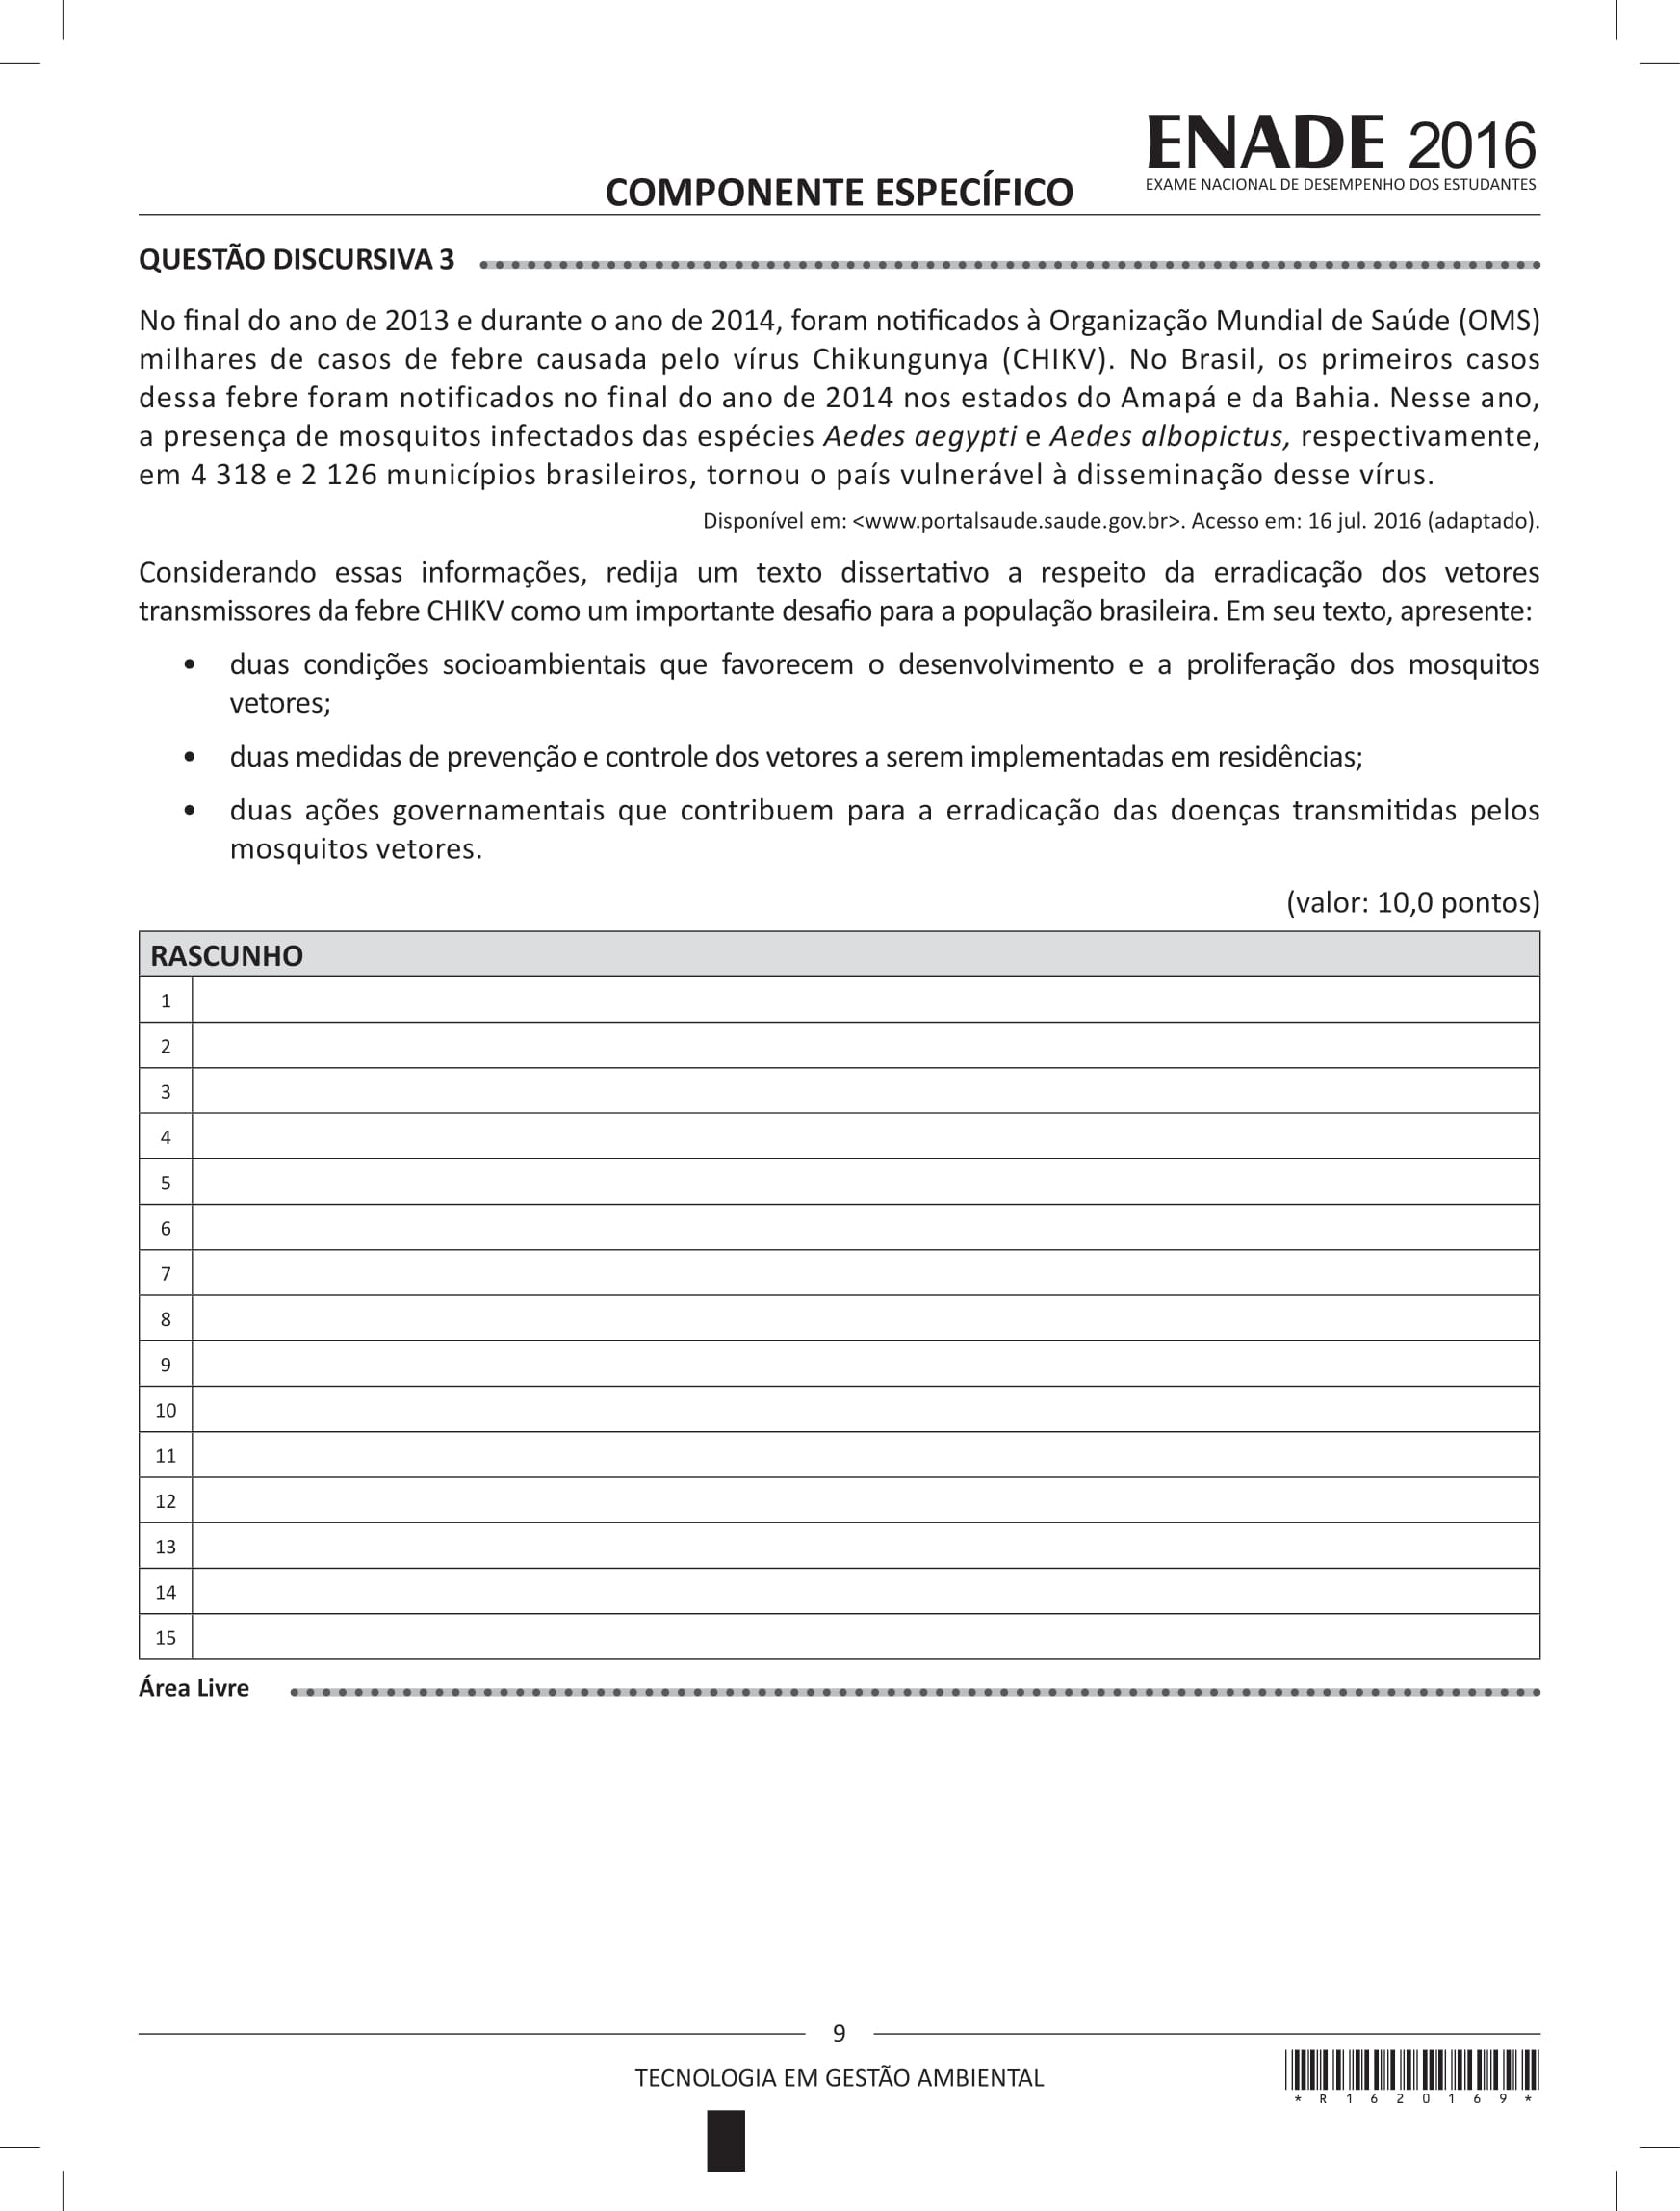 ENADE 2016
EXAME NACIONAL DE DESEMPENHO DOS ESTUDANTES
COMPONENTE ESPECÍFICO
QUESTÃO DISCURSIVA 3
No final do ano de 2013 e durante o ano de 2014, foram notificados à Organização Mundial de Saúde (OMS)
milhares de casos de febre causada pelo vírus Chikungunya (CHIKV). No Brasil, os primeiros casos
dessa febre foram notificados no final do ano de 2014 nos estados do Amapá e da Bahia. Nesse ano,
a presença de mosquitos infectados das espécies Aedes aegypti e Aedes albopictus, respectivamente,
em 4 318 e 2 126 municípios brasileiros, tornou o país vulnerável à disseminação desse vírus.
Disponível em: <www.portalsaude.saude.gov.br>. Acesso em: 16 jul. 2016 (adaptado).
Considerando essas informações, redija um texto dissertativo a respeito da erradicação dos vetores
transmissores da febre CHIKV como um importante desafio para a população brasileira. Em seu texto, apresente:
• duas condições socioambientais que favorecem o desenvolvimento e a proliferação dos mosquitos
vetores;
• duas medidas de prevenção e controle dos vetores a serem implementadas em residências;
• duas ações governamentais que contribuem para a erradicação das doenças transmitidas pelos
mosquitos vetores.
(valor: 10,0 pontos)
RASCUNHO
1
2
3
4
5
6
7
8
9
10
11
12
13
14
15
Área Livre
9
TECNOLOGIA EM GESTÃO AMBIENTAL
* R 1 6 2 0 1 6 9 *